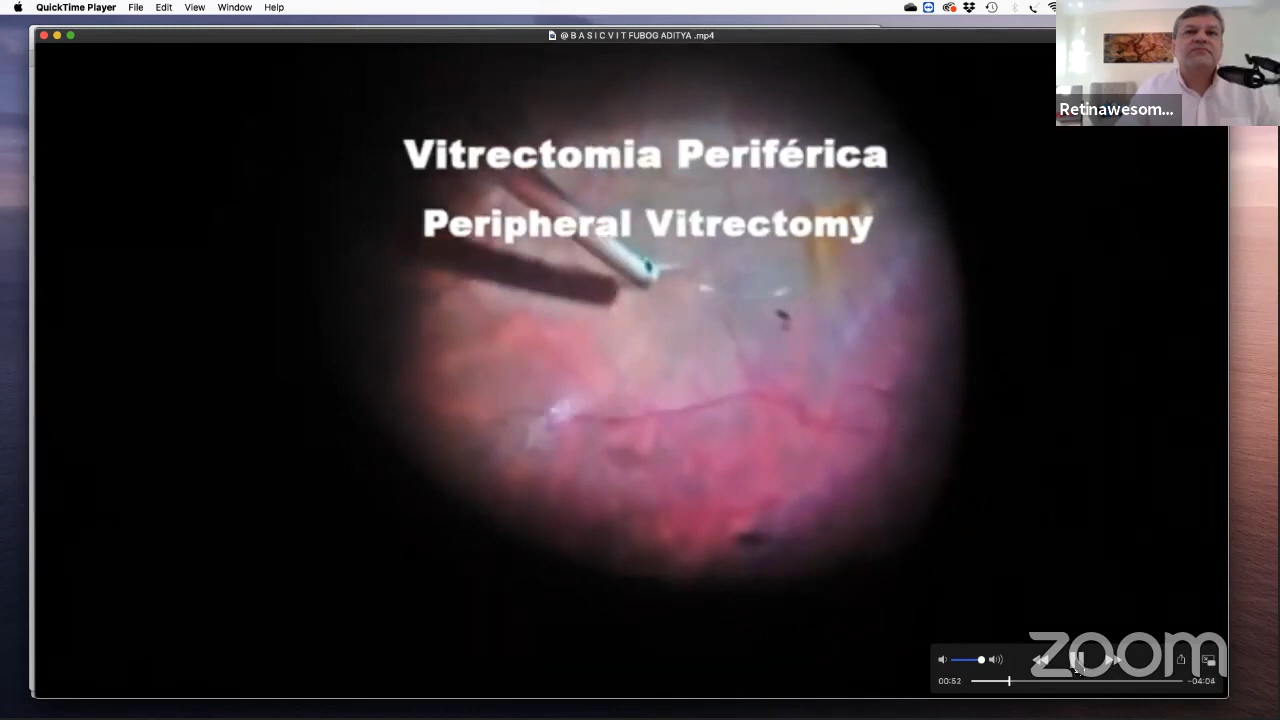 QuickTime Player File Edit View Window Help
@ B A S I C V I T FUBOG ADITYA .mp4
Retinawesom...
Vitrectomia Periférica
Peripheral Vitrectomy
zoom
00:52
-04:04